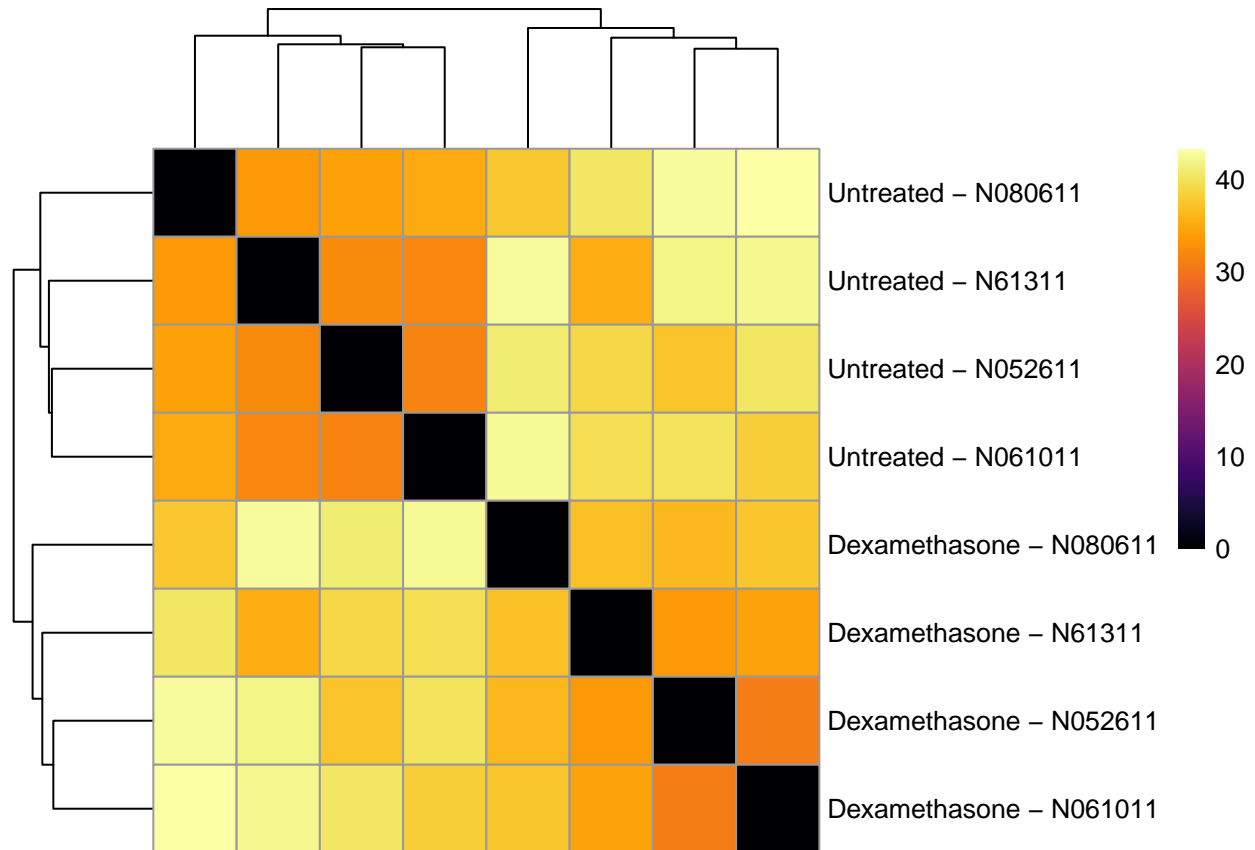 Untreated − N080611
Untreated − N61311
Untreated − N052611
Untreated − N061011
Dexamethasone − N080611
Dexamethasone − N61311
Dexamethasone − N052611
Dexamethasone − N061011
40
30
20
10
0